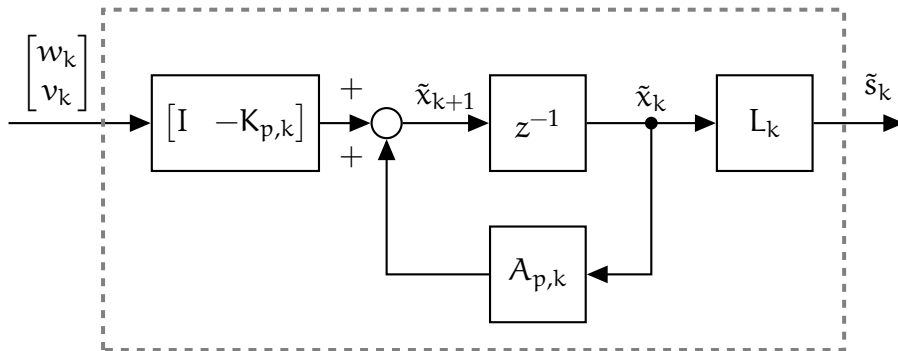 [w_k
v_k]
[I −K_{p,k}]
+
+
x̃_{k+1}
z^{−1}
x̃_k
L_k
s̃_k
A_{p,k}